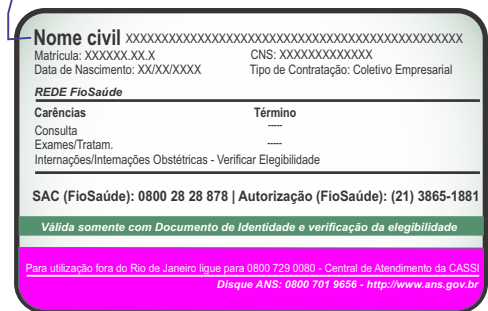 Nome civil XXXXXXXXXXXXXXXXXXXXXXXXXXXXXXXXXXXXXXXXXXXXXXXX
Matrícula: XXXXXX.XX.X CNS: XXXXXXXXXXXXX
Data de Nascimento: XX/XX/XXXX Tipo de Contratação: Coletivo Empresarial
REDE FioSaúde
Carências Término
Consulta -----
Exames/Tratam. -----
Internações/Internações Obstétricas - Verificar Elegibilidade
SAC (FioSaúde): 0800 28 28 878 | Autorização (FioSaúde): (21) 3865-1881
Válida somente com Documento de Identidade e verificação da elegibilidade
Para utilização fora do Rio de Janeiro ligue para 0800 729 0080 - Central de Atendimento da CASSI
Disque ANS: 0800 701 9656 - http://www.ans.gov.br